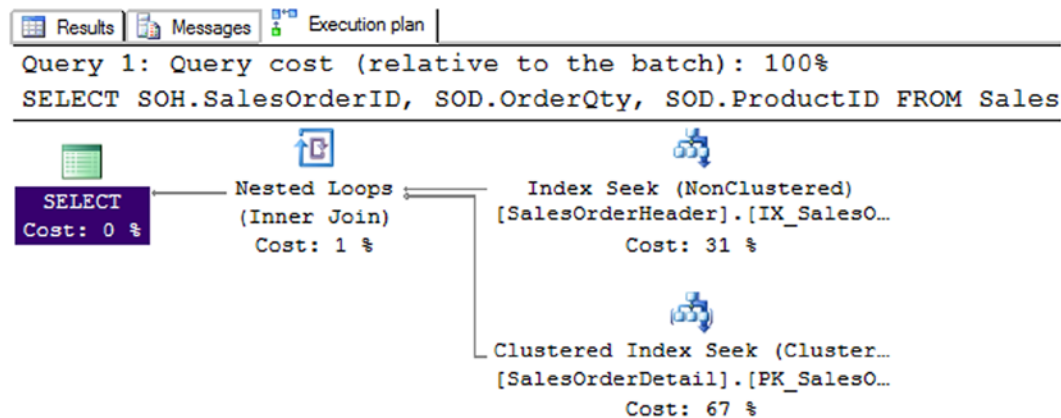 Results Messages Execution plan
Query 1: Query cost (relative to the batch): 100%
SELECT SOH.SalesOrderID, SOD.OrderQty, SOD.ProductID FROM Sales
SELECT
Cost: 0 %
Nested Loops
(Inner Join)
Cost: 1 %
Index Seek (NonClustered)
[SalesOrderHeader].[IX_SalesO…
Cost: 31 %
Clustered Index Seek (Cluster…
[SalesOrderDetail].[PK_SalesO…
Cost: 67 %